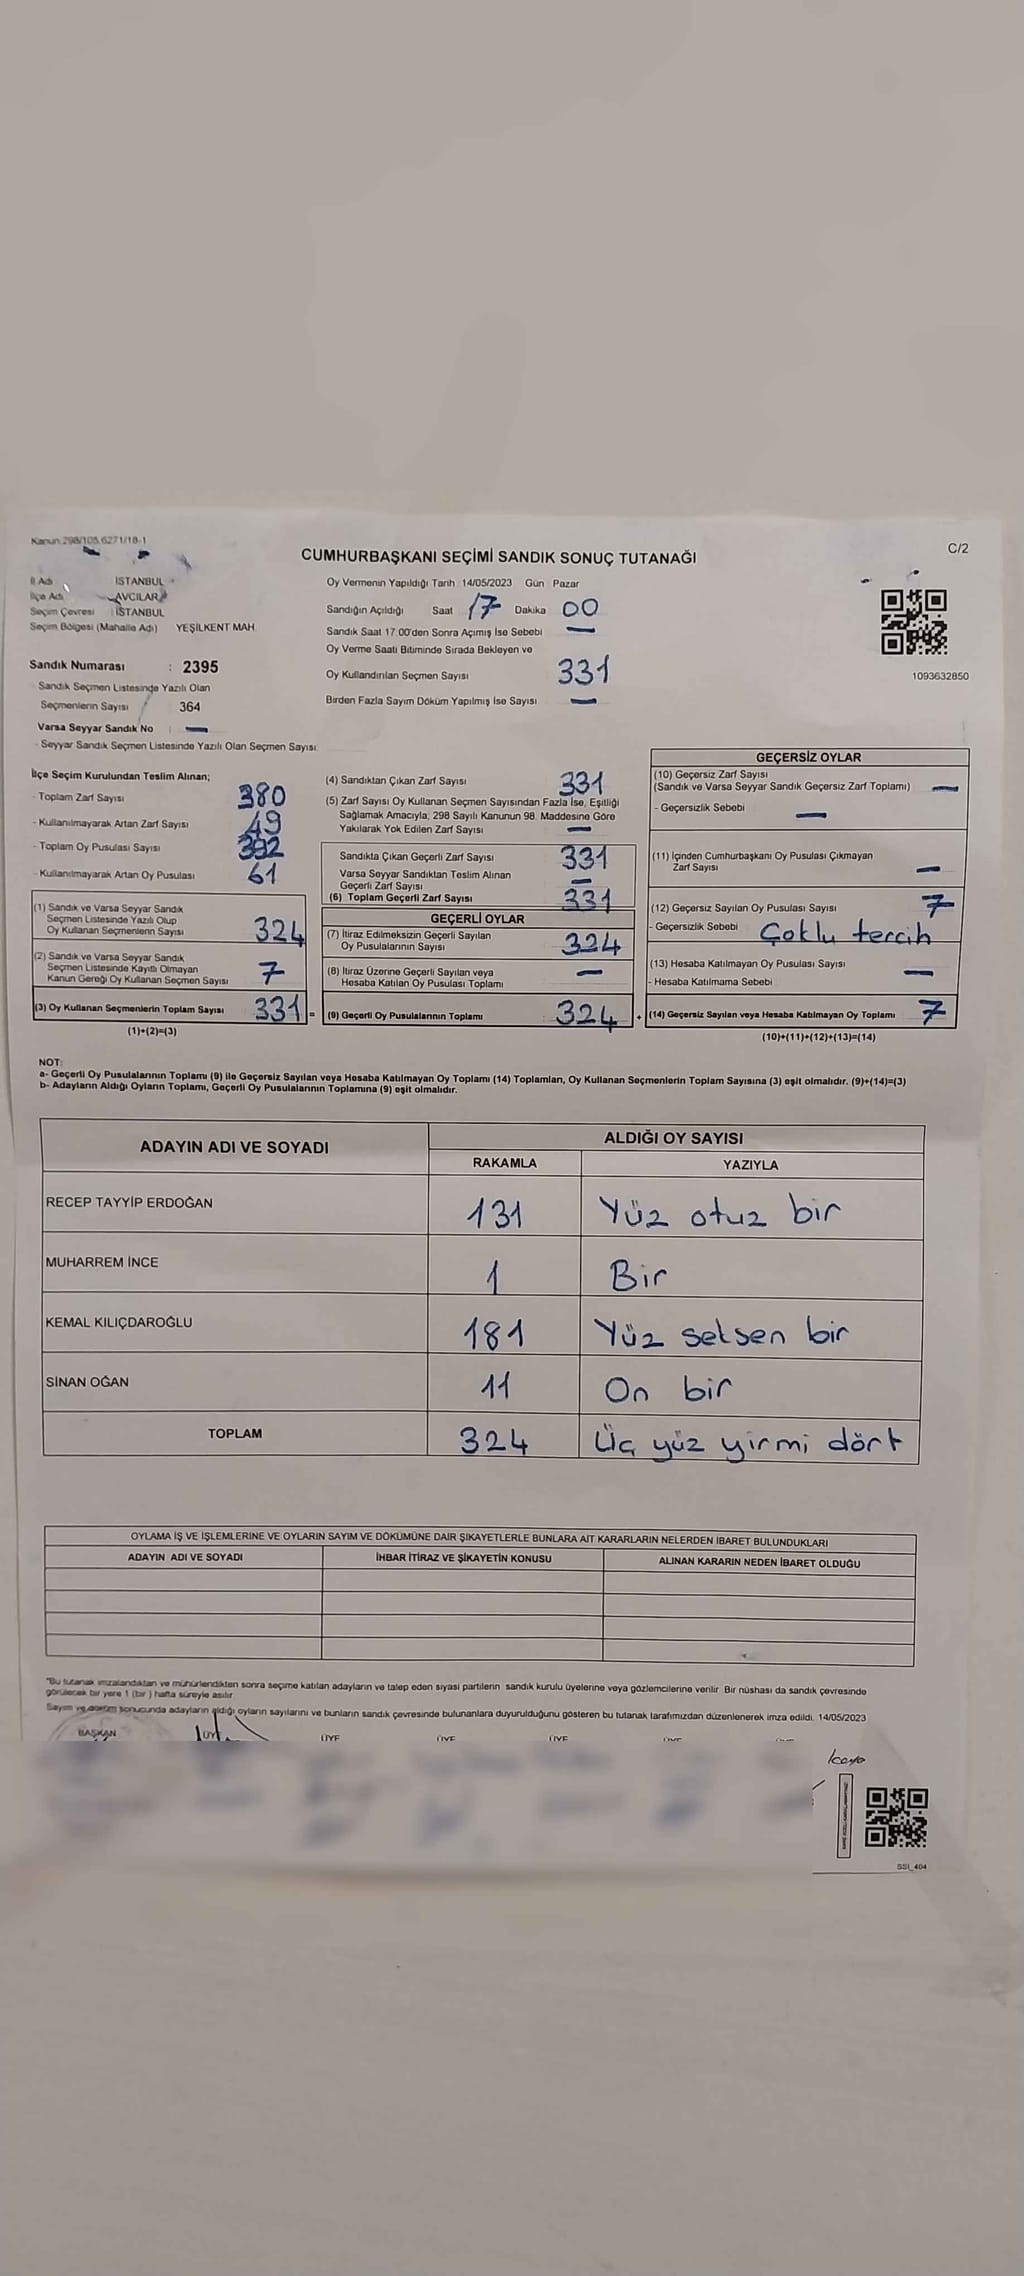 Kanun 298/105,6271/18-1
C/2
CUMHURBAŞKANI SEÇİMİ SANDIK SONUÇ TUTANAĞI
İl Adı İSTANBUL
İlçe Adı AVCILAR
Seçim Çevresi İSTANBUL
Seçim Bölgesi (Mahalle Adı) YEŞİLKENT MAH.
Sandık Numarası : 2395
- Sandık Seçmen Listesinde Yazılı Olan
Seçmenlerin Sayısı 364
Varsa Seyyar Sandık No : —
- Seyyar Sandık Seçmen Listesinde Yazılı Olan Seçmen Sayısı:
Oy Vermenin Yapıldığı Tarih 14/05/2023 Gün Pazar
Sandığın Açıldığı Saat 17 Dakika 00
Sandık Saat 17.00'den Sonra Açımış İse Sebebi —
Oy Verme Saati Bitiminde Sırada Bekleyen ve
Oy Kullandırılan Seçmen Sayısı 331
Birden Fazla Sayım Döküm Yapılmış İse Sayısı —
1093632850
İlçe Seçim Kurulundan Teslim Alınan;
- Toplam Zarf Sayısı 380
- Kullanılmayarak Artan Zarf Sayısı 49
- Toplam Oy Pusulası Sayısı 392
- Kullanılmayarak Artan Oy Pusulası 61
(1) Sandık ve Varsa Seyyar Sandık
Seçmen Listesinde Yazılı Olup
Oy Kullanan Seçmenlerin Sayısı 324
(2) Sandık ve Varsa Seyyar Sandık
Seçmen Listesinde Kayıtlı Olmayan
Kanun Gereği Oy Kullanan Seçmen Sayısı 7
(3) Oy Kullanan Seçmenlerin Toplam Sayısı 331 =
(1)+(2)=(3)
(4) Sandıktan Çıkan Zarf Sayısı 331
(5) Zarf Sayısı Oy Kullanan Seçmen Sayısından Fazla İse, Eşitliği
Sağlamak Amacıyla; 298 Sayılı Kanunun 98. Maddesine Göre
Yakılarak Yok Edilen Zarf Sayısı —
Sandıkta Çıkan Geçerli Zarf Sayısı 331
Varsa Seyyar Sandıktan Teslim Alınan
Geçerli Zarf Sayısı —
(6) Toplam Geçerli Zarf Sayısı 331
GEÇERLİ OYLAR
(7) İtiraz Edilmeksizin Geçerli Sayılan
Oy Pusulalarının Sayısı 324
(8) İtiraz Üzerine Geçerli Sayılan veya
Hesaba Katılan Oy Pusulası Toplamı —
(9) Geçerli Oy Pusulalarının Toplamı 324 +
GEÇERSİZ OYLAR
(10) Geçersiz Zarf Sayısı
(Sandık ve Varsa Seyyar Sandık Geçersiz Zarf Toplamı) —
- Geçersizlik Sebebi —
(11) İçinden Cumhurbaşkanı Oy Pusulası Çıkmayan
Zarf Sayısı —
(12) Geçersiz Sayılan Oy Pusulası Sayısı 7
- Geçersizlik Sebebi Çoklu tercih
(13) Hesaba Katılmayan Oy Pusulası Sayısı —
- Hesaba Katılmama Sebebi
(14) Geçersiz Sayılan veya Hesaba Katılmayan Oy Toplamı 7
(10)+(11)+(12)+(13)=(14)
NOT:
a- Geçerli Oy Pusulalarının Toplamı (9) ile Geçersiz Sayılan veya Hesaba Katılmayan Oy Toplamı (14) Toplamları, Oy Kullanan Seçmenlerin Toplam Sayısına (3) eşit olmalıdır. (9)+(14)=(3)
b- Adayların Aldığı Oyların Toplamı, Geçerli Oy Pusulalarının Toplamına (9) eşit olmalıdır.
ADAYIN ADI VE SOYADI ALDIĞI OY SAYISI
RAKAMLA YAZIYLA
RECEP TAYYİP ERDOĞAN 131 Yüz otuz bir
MUHARREM İNCE 1 Bir
KEMAL KILIÇDAROĞLU 181 Yüz seksen bir
SİNAN OĞAN 11 On bir
TOPLAM 324 Üç yüz yirmi dört
OYLAMA İŞ VE İŞLEMLERİNE VE OYLARIN SAYIM VE DÖKÜMÜNE DAİR ŞİKAYETLERLE BUNLARA AİT KARARLARIN NELERDEN İBARET BULUNDUKLARI
ADAYIN ADI VE SOYADI İHBAR İTİRAZ VE ŞİKAYETİN KONUSU ALINAN KARARIN NEDEN İBARET OLDUĞU
"Bu tutanak imzalandıktan ve mühürlendikten sonra seçime katılan adayların ve talep eden siyasi partilerin sandık kurulu üyelerine veya gözlemcilerine verilir. Bir nüshası da sandık çevresinde
görülecek bir yere 1 (bir) hafta süreyle asılır.
Sayım ve döküm sonucunda adayların aldığı oyların sayılarını ve bunların sandık çevresinde bulunanlara duyurulduğunu gösteren bu tutanak tarafımızdan düzenlenerek imza edildi. 14/05/2023
BAŞKAN ÜYE ÜYE ÜYE ÜYE
SSI_404